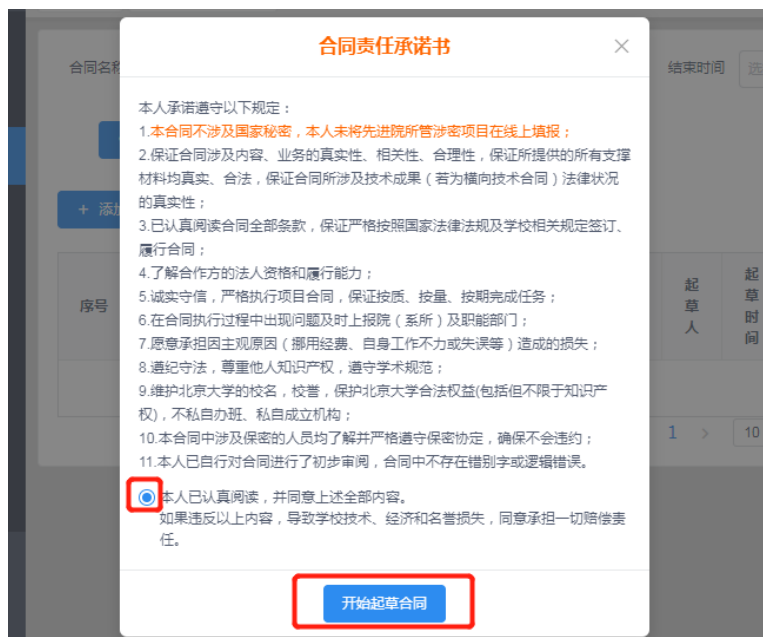 合同责任承诺书
合同名称
结束时间
选
本人承诺遵守以下规定：
1.本合同不涉及国家秘密，本人未将先进院所管涉密项目在线上填报；
2.保证合同涉及内容、业务的真实性、相关性、合理性，保证所提供的所有支撑
材料均真实、合法，保证合同所涉及技术成果（若为横向技术合同）法律状况
的真实性；
3.已认真阅读合同全部条款，保证严格按照国家法律法规及学校相关规定签订、
履行合同；
4.了解合作方的法人资格和履行能力；
5.诚实守信，严格执行项目合同，保证按质、按量、按期完成任务；
6.在合同执行过程中出现问题及时上报院（系所）及职能部门；
7.愿意承担因主观原因（挪用经费、自身工作不力或失误等）造成的损失；
8.遵纪守法，尊重他人知识产权，遵守学术规范；
9.维护北京大学的校名，校誉，保护北京大学合法权益(包括但不限于知识产
权)，不私自办班、私自成立机构；
10.本合同中涉及保密的人员均了解并严格遵守保密协定，确保不会违约；
11.本人已自行对合同进行了初步审阅，合同中不存在错别字或逻辑错误。
本人已认真阅读，并同意上述全部内容。
如果违反以上内容，导致学校技术、经济和名誉损失，同意承担一切赔偿责
任。
开始起草合同
+ 添加
序号
起
草
人
起
草
时
间
1 >
10